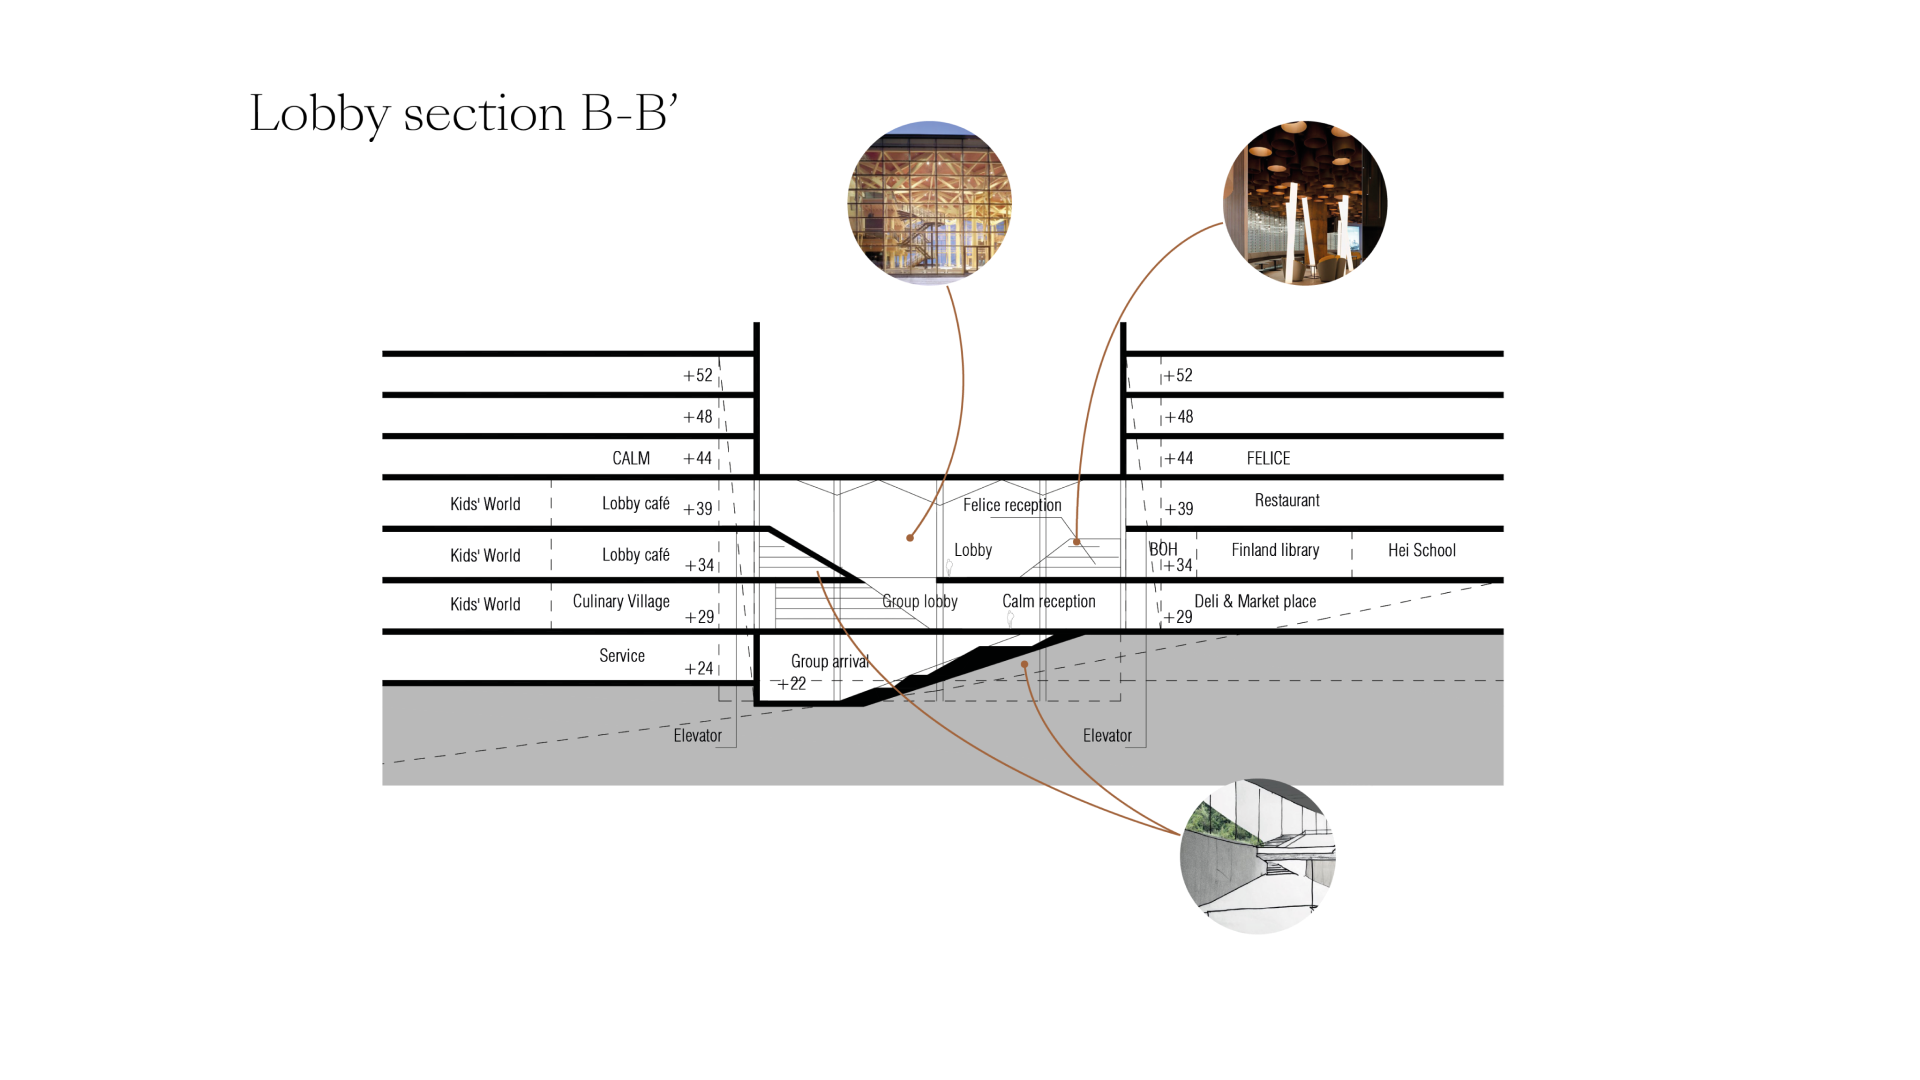 Lobby section B-B’
+52
+52
+48
+48
CALM +44
+44 FELICE
Kids' World Lobby café +39
Felice reception
+39 Restaurant
Kids' World Lobby café +34
Lobby
BOH +34 Finland library Hei School
Kids' World Culinary Village +29
Group lobby Calm reception
Deli & Market place
+29
Service +24
Group arrival
+22
Elevator
Elevator